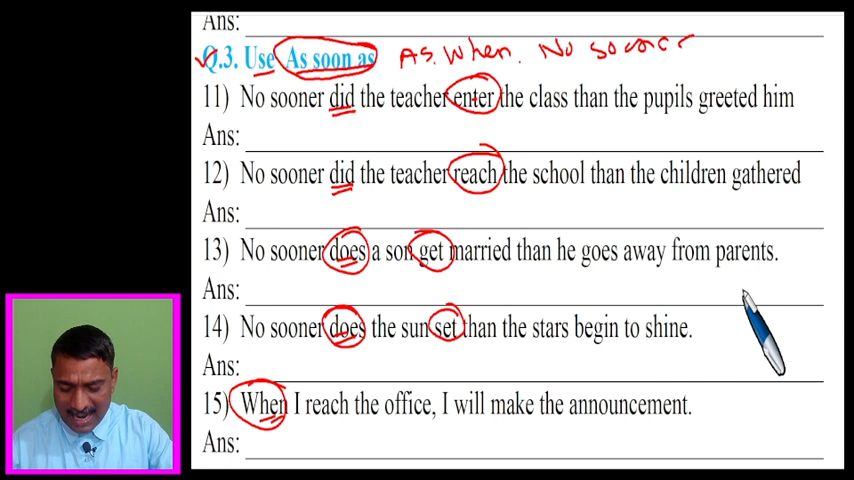 Ans:
Q.3. Use As soon as As. When. No sooner
11) No sooner did the teacher enter the class than the pupils greeted him
Ans:
12) No sooner did the teacher reach the school than the children gathered
Ans:
13) No sooner does a son get married than he goes away from parents.
Ans:
14) No sooner does the sun set than the stars begin to shine.
Ans:
15) When I reach the office, I will make the announcement.
Ans: